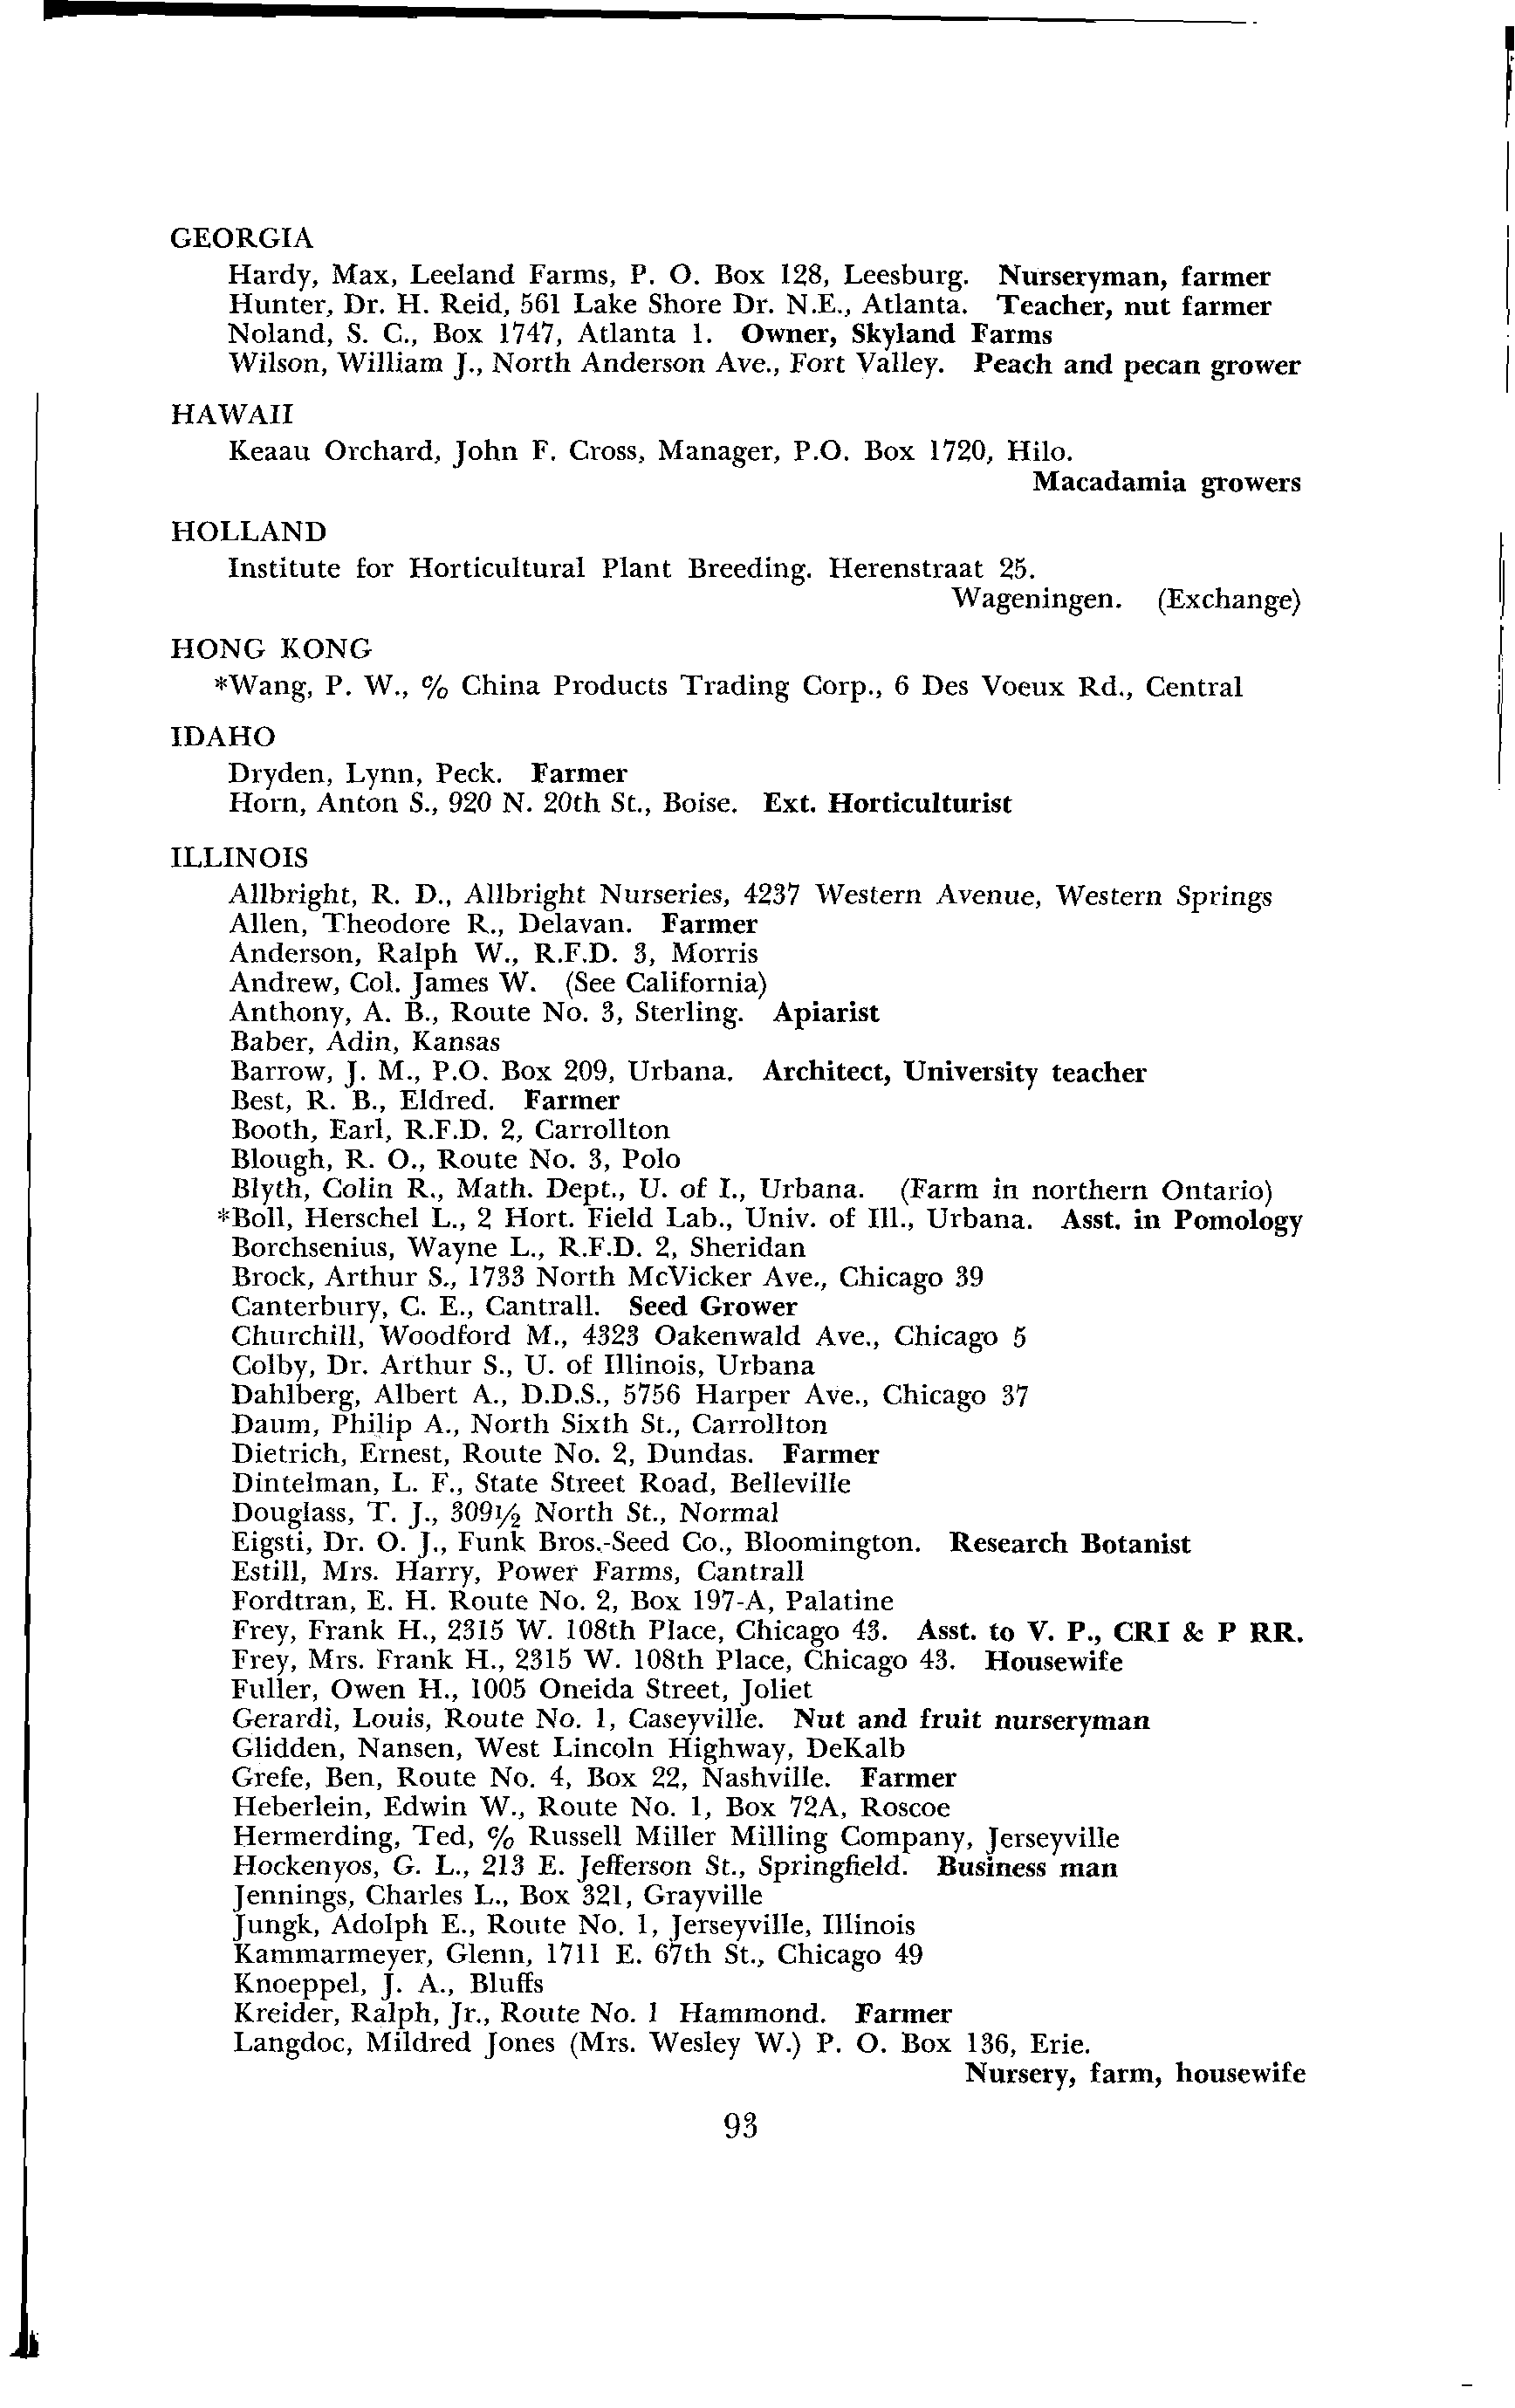 GEORGIA
Hardy, Max, Leeland Farms, P. O. Box 128, Leesburg. Nurseryman, farmer
Hunter, Dr. H. Reid, 561 Lake Shore Dr. N.E., Atlanta. Teacher, nut farmer
Noland, S. C., Box 1747, Atlanta 1. Owner, Skyland Farms
Wilson, William J., North Anderson Ave., Fort Valley. Peach and pecan grower
HAWAII
Keaau Orchard, John F. Cross, Manager, P.O. Box 1720, Hilo.
Macadamia growers
HOLLAND
Institute for Horticultural Plant Breeding. Herenstraat 25.
Wageningen. (Exchange)
HONG KONG
*Wang, P. W., % China Products Trading Corp., 6 Des Voeux Rd., Central
IDAHO
Dryden, Lynn, Peck. Farmer
Horn, Anton S., 920 N. 20th St., Boise. Ext. Horticulturist
ILLINOIS
Allbright, R. D., Allbright Nurseries, 4237 Western Avenue, Western Springs
Allen, Theodore R., Delavan. Farmer
Anderson, Ralph W., R.F.D. 3, Morris
Andrew, Col. James W. (See California)
Anthony, A. B., Route No. 3, Sterling. Apiarist
Baber, Adin, Kansas
Barrow, J. M., P.O. Box 209, Urbana. Architect, University teacher
Best, R. B., Eldred. Farmer
Booth, Earl, R.F.D. 2, Carrollton
Blough, R. O., Route No. 3, Polo
Blyth, Colin R., Math. Dept., U. of I., Urbana. (Farm in northern Ontario)
*Boll, Herschel L., 2 Hort. Field Lab., Univ. of Ill., Urbana. Asst. in Pomology
Borchsenius, Wayne L., R.F.D. 2, Sheridan
Brock, Arthur S., 1733 North McVicker Ave., Chicago 39
Canterbury, C. E., Cantrall. Seed Grower
Churchill, Woodford M., 4323 Oakenwald Ave., Chicago 5
Colby, Dr. Arthur S., U. of Illinois, Urbana
Dahlberg, Albert A., D.D.S., 5756 Harper Ave., Chicago 37
Daum, Philip A., North Sixth St., Carrollton
Dietrich, Ernest, Route No. 2, Dundas. Farmer
Dintelman, L. F., State Street Road, Belleville
Douglass, T. J., 309½ North St., Normal
Eigsti, Dr. O. J., Funk Bros.-Seed Co., Bloomington. Research Botanist
Estill, Mrs. Harry, Power Farms, Cantrall
Fordtran, E. H. Route No. 2, Box 197-A, Palatine
Frey, Frank H., 2315 W. 108th Place, Chicago 43. Asst. to V. P., CRI & P RR.
Frey, Mrs. Frank H., 2315 W. 108th Place, Chicago 43. Housewife
Fuller, Owen H., 1005 Oneida Street, Joliet
Gerardi, Louis, Route No. 1, Caseyville. Nut and fruit nurseryman
Glidden, Nansen, West Lincoln Highway, DeKalb
Grefe, Ben, Route No. 4, Box 22, Nashville. Farmer
Heberlein, Edwin W., Route No. 1, Box 72A, Roscoe
Hermerding, Ted, % Russell Miller Milling Company, Jerseyville
Hockenyos, G. L., 213 E. Jefferson St., Springfield. Business man
Jennings, Charles L., Box 321, Grayville
Jungk, Adolph E., Route No. 1, Jerseyville, Illinois
Kammarmeyer, Glenn, 1711 E. 67th St., Chicago 49
Knoeppel, J. A., Bluffs
Kreider, Ralph, Jr., Route No. 1 Hammond. Farmer
Langdoc, Mildred Jones (Mrs. Wesley W.) P. O. Box 136, Erie.
Nursery, farm, housewife
93